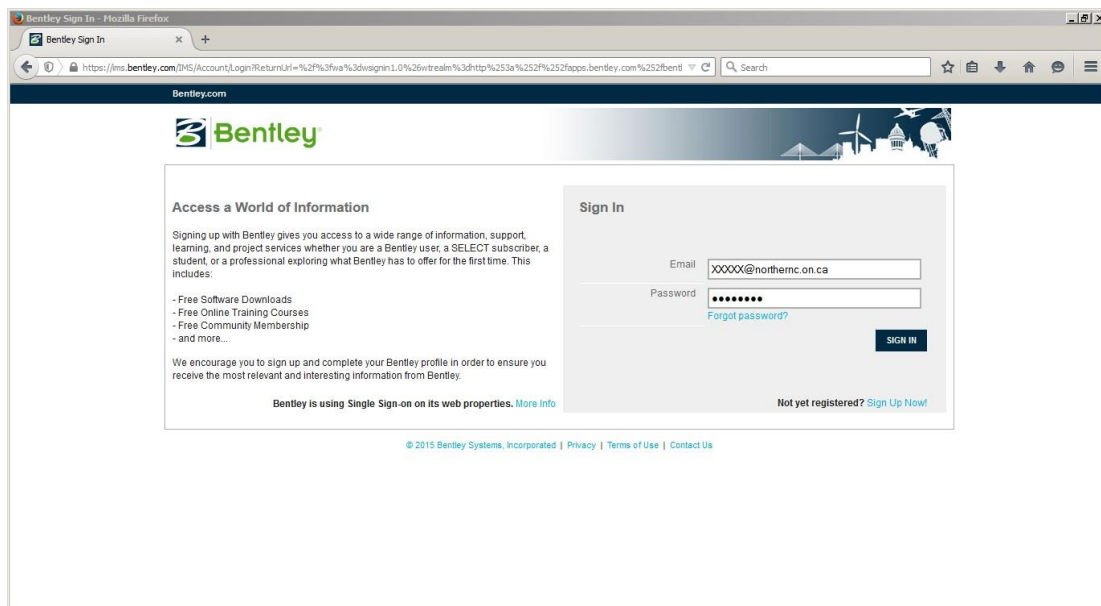 Bentley Sign In - Mozilla Firefox
Bentley Sign In
https://ims.bentley.com/IMS/Account/Login?ReturnUrl=%2f%3fwa%3dwsignin1.0%26wtrealm%3dhttp%253a%252f%252fapps.bentley.com%252fbentl
Search
Bentley.com
Bentley
Access a World of Information
Signing up with Bentley gives you access to a wide range of information, support,
learning, and project services whether you are a Bentley user, a SELECT subscriber, a
student, or a professional exploring what Bentley has to offer for the first time. This
includes:
- Free Software Downloads
- Free Online Training Courses
- Free Community Membership
- and more...
We encourage you to sign up and complete your Bentley profile in order to ensure you
receive the most relevant and interesting information from Bentley.
Bentley is using Single Sign-on on its web properties. More Info
Sign In
Email XXXXX@northernc.on.ca
Password ••••••••
Forgot password?
SIGN IN
Not yet registered? Sign Up Now!
© 2015 Bentley Systems, Incorporated | Privacy | Terms of Use | Contact Us